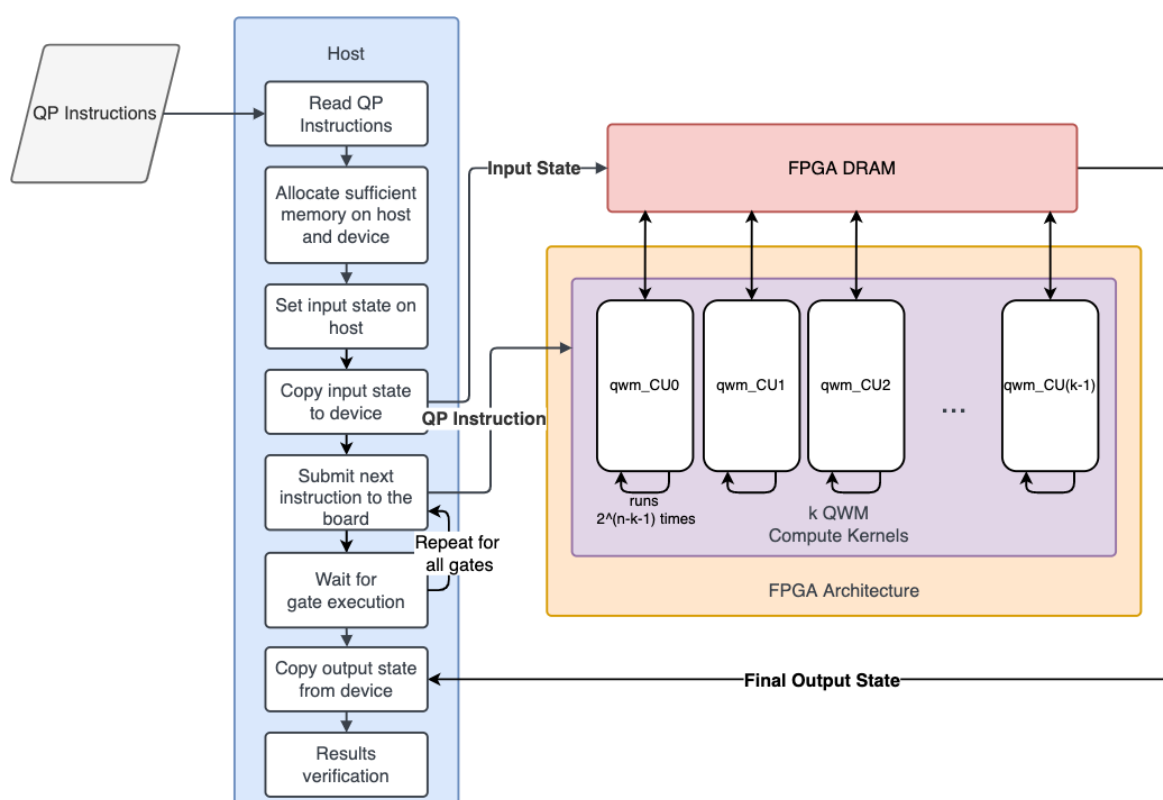 Host
QP Instructions
Read QP
Instructions
Allocate sufficient
memory on host
and device
Set input state on
host
Copy input state
to device
Submit next
instruction to the
board
Repeat for
all gates
Wait for
gate execution
Copy output state
from device
Results
verification
Input State
QP Instruction
FPGA DRAM
qwm_CU0
qwm_CU1
qwm_CU2
...
qwm_CU(k-1)
runs
2^(n-k-1) times
k QWM
Compute Kernels
FPGA Architecture
Final Output State